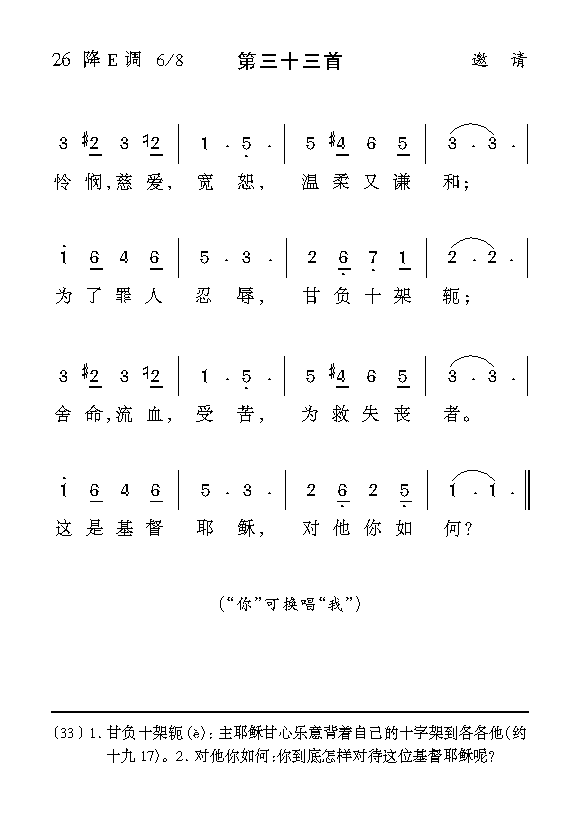 26 降E调 6/8 第三十三首 邀 请
3 #2 3 ♮2 | 1 · 5 · | 5 #4 6 5 | 3 · 3 · |
怜悯,慈爱,宽恕,温柔又谦和;
1 6 4 6 | 5 · 3 · | 2 6 7 1 | 2 · 2 · |
为了罪人忍辱,甘负十架轭;
3 #2 3 ♮2 | 1 · 5 · | 5 #4 6 5 | 3 · 3 · |
舍命,流血,受苦,为救失丧者。
1 6 4 6 | 5 · 3 · | 2 6 2 5 | 1 · 1 · ‖
这是基督耶稣,对他你如何?
(“你”可换唱“我”)
〔33〕1. 甘负十架轭(è):主耶稣甘心乐意背着自己的十字架到各各他(约
十九17)。2. 对他你如何:你到底怎样对待这位基督耶稣呢?